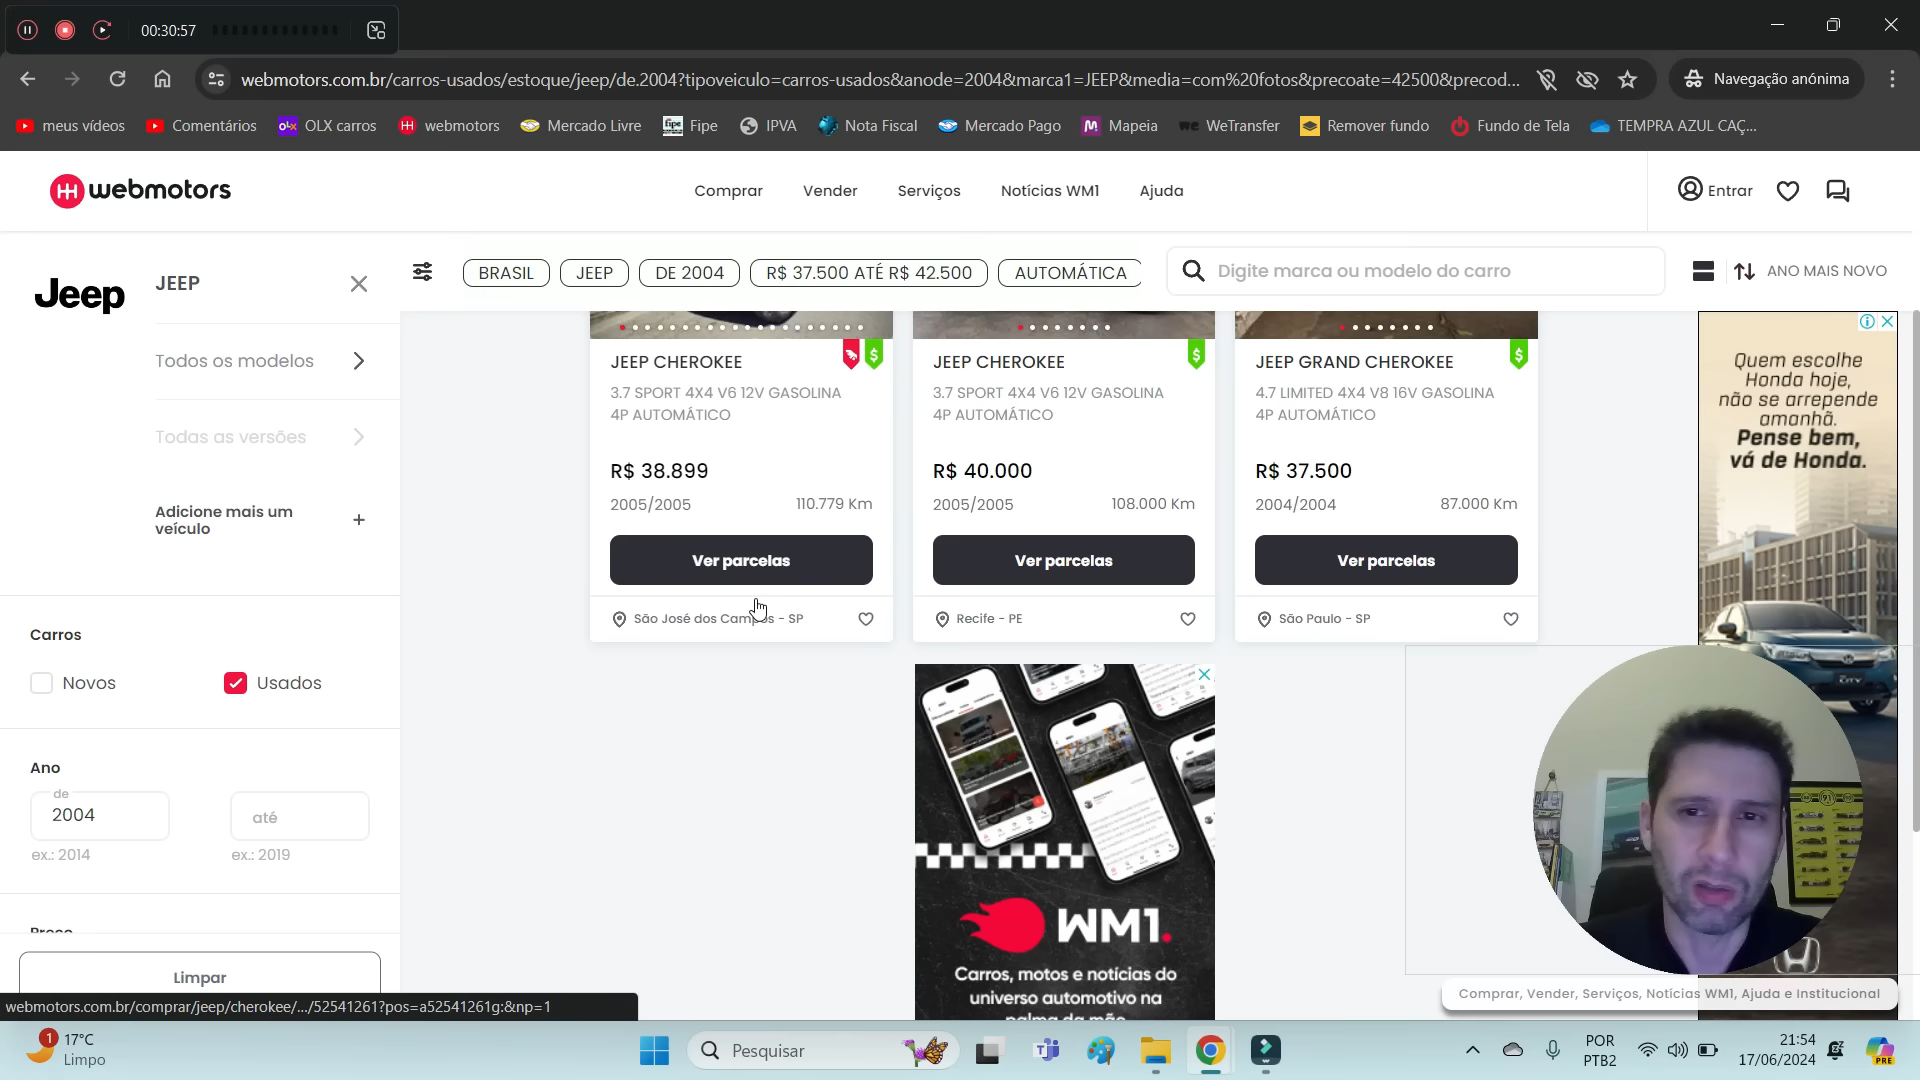 00:30:57
webmotors.com.br/carros-usados/estoque/jeep/de.2004?tipoveiculo=carros-usados&anode=2004&marca1=JEEP&media=com%20fotos&precoate=42500&precod...
Navegação anónima
meus vídeos
Comentários
OLX carros
webmotors
Mercado Livre
Fipe
IPVA
Nota Fiscal
Mercado Pago
Mapeia
WeTransfer
Remover fundo
Fundo de Tela
TEMPRA AZUL CAÇ...
webmotors
Comprar
Vender
Serviços
Notícias WM1
Ajuda
Entrar
Jeep
JEEP
BRASIL
JEEP
DE 2004
R$ 37.500 ATÉ R$ 42.500
AUTOMÁTICA
Digite marca ou modelo do carro
ANO MAIS NOVO
Todos os modelos
Todas as versões
Adicione mais um
veículo
Carros
Novos
Usados
Ano
de
2004
até
ex.: 2014
ex.: 2019
Preço
Limpar
JEEP CHEROKEE
3.7 SPORT 4X4 V6 12V GASOLINA
4P AUTOMÁTICO
R$ 38.899
2005/2005
110.779 Km
Ver parcelas
São José dos Campos - SP
JEEP CHEROKEE
3.7 SPORT 4X4 V6 12V GASOLINA
4P AUTOMÁTICO
R$ 40.000
2005/2005
108.000 Km
Ver parcelas
Recife - PE
JEEP GRAND CHEROKEE
4.7 LIMITED 4X4 V8 16V GASOLINA
4P AUTOMÁTICO
R$ 37.500
2004/2004
87.000 Km
Ver parcelas
São Paulo - SP
Quem escolhe
Honda hoje,
não se arrepende
amanhã.
Pense bem,
vá de Honda.
WM1.
Carros, motos e notícias do
universo automotivo na
palma da mão
Comprar, Vender, Serviços, Notícias WM1, Ajuda e Institucional
webmotors.com.br/comprar/jeep/cherokee/.../52541261?pos=a52541261g:&np=1
1
17°C
Limpo
Pesquisar
POR
PTB2
21:54
17/06/2024
PRE